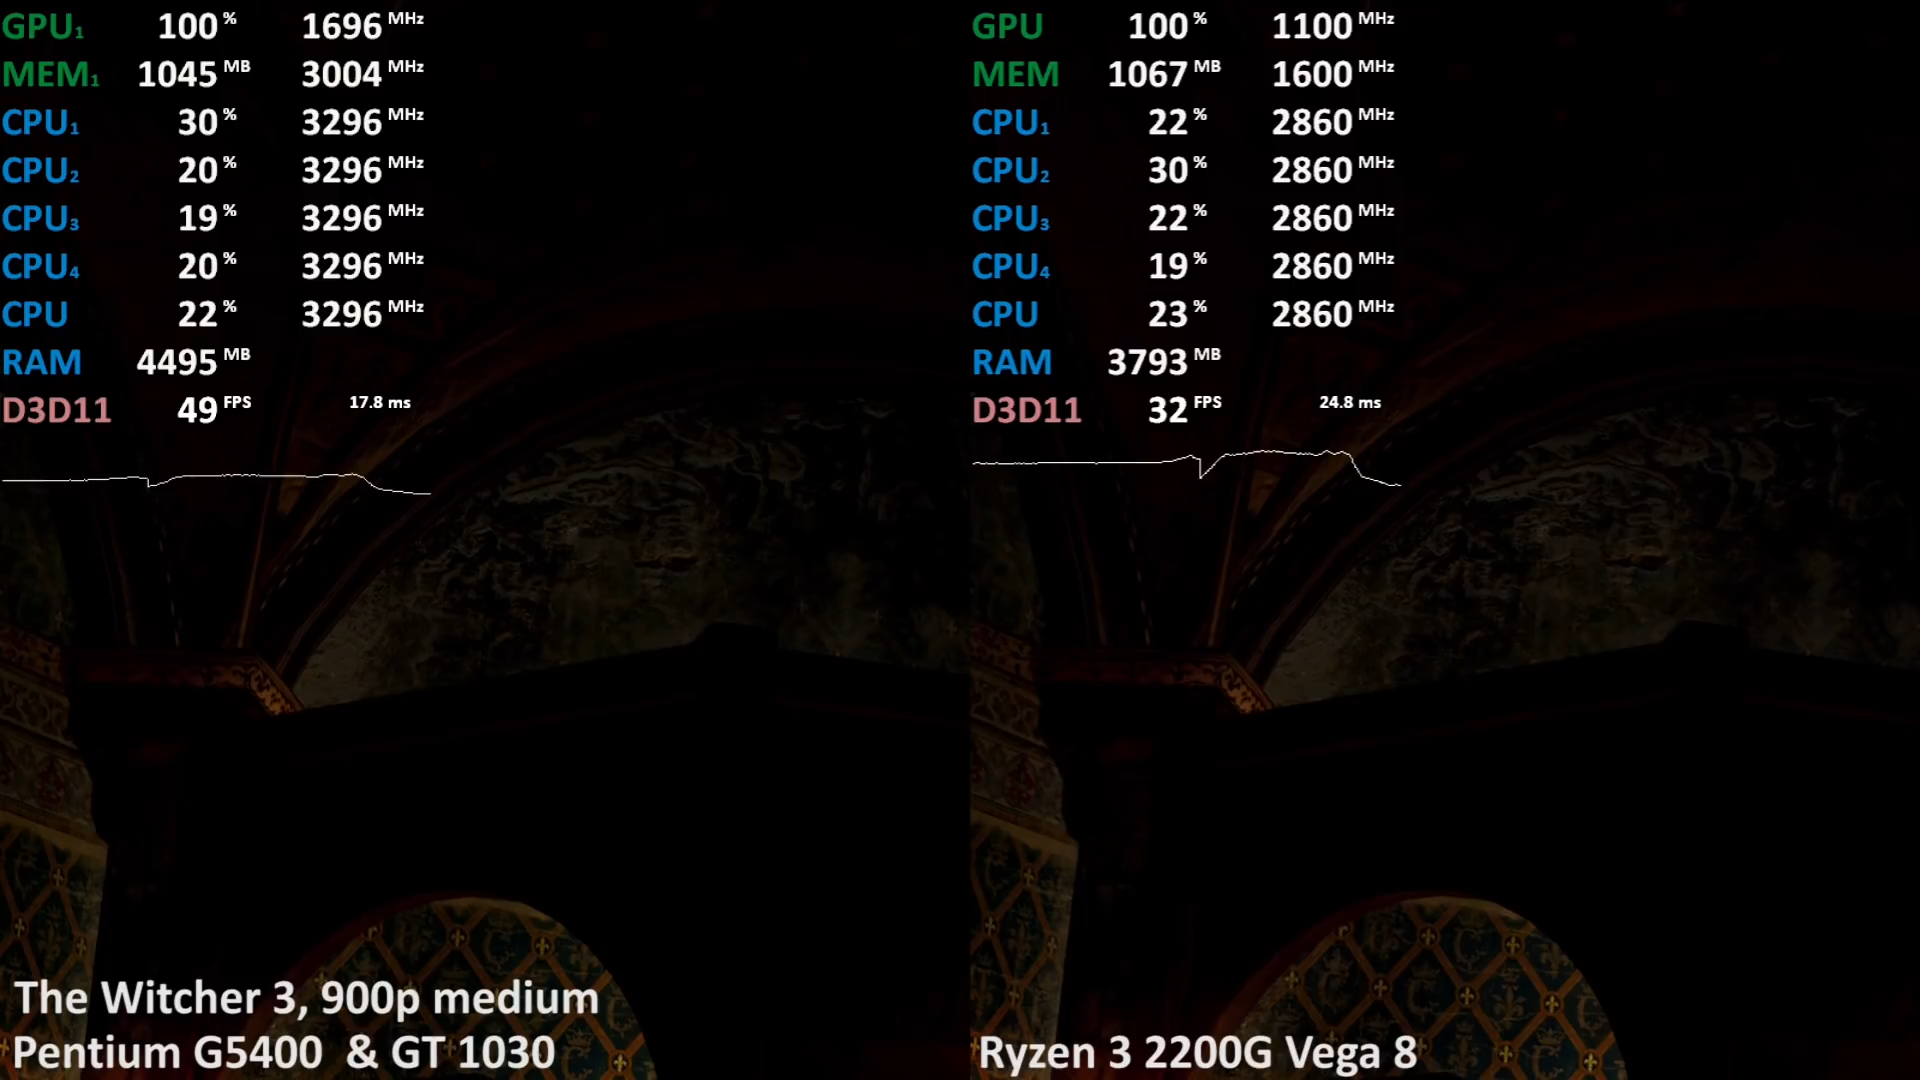 GPU1 100 % 1696 MHz
MEM1 1045 MB 3004 MHz
CPU1 30 % 3296 MHz
CPU2 20 % 3296 MHz
CPU3 19 % 3296 MHz
CPU4 20 % 3296 MHz
CPU 22 % 3296 MHz
RAM 4495 MB
D3D11 49 FPS 17.8 ms
The Witcher 3, 900p medium
Pentium G5400 & GT 1030
GPU 100 % 1100 MHz
MEM 1067 MB 1600 MHz
CPU1 22 % 2860 MHz
CPU2 30 % 2860 MHz
CPU3 22 % 2860 MHz
CPU4 19 % 2860 MHz
CPU 23 % 2860 MHz
RAM 3793 MB
D3D11 32 FPS 24.8 ms
Ryzen 3 2200G Vega 8